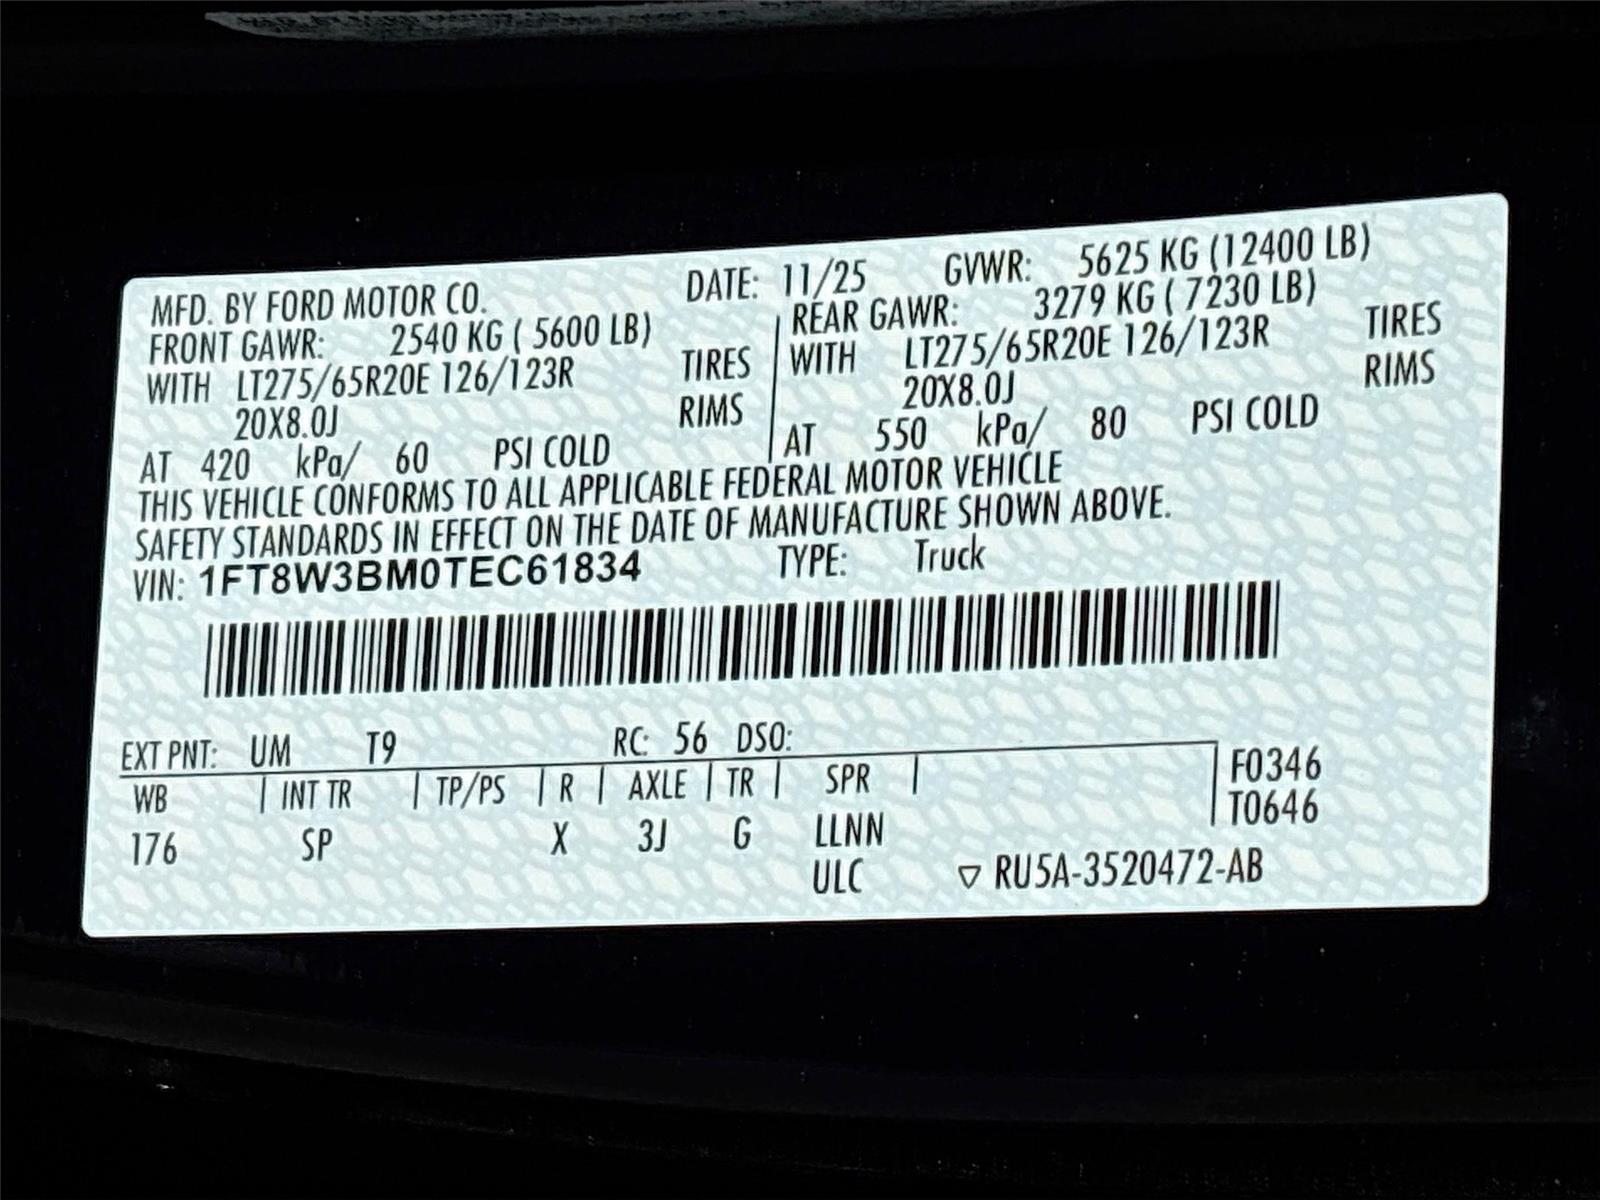 MFD. BY FORD MOTOR CO. DATE: 11/25 GVWR: 5625 KG (12400 LB)
FRONT GAWR: 2540 KG ( 5600 LB) REAR GAWR: 3279 KG ( 7230 LB)
WITH LT275/65R20E 126/123R TIRES WITH LT275/65R20E 126/123R TIRES
20X8.0J RIMS 20X8.0J RIMS
AT 420 kPa/ 60 PSI COLD AT 550 kPa/ 80 PSI COLD
THIS VEHICLE CONFORMS TO ALL APPLICABLE FEDERAL MOTOR VEHICLE
SAFETY STANDARDS IN EFFECT ON THE DATE OF MANUFACTURE SHOWN ABOVE.
VIN: 1FT8W3BM0TEC61834 TYPE: Truck
EXT PNT: UM T9 RC: 56 DSO:
WB INT TR TP/PS R AXLE TR SPR F0346
T0646
176 SP X 3J G LLNN
ULC ▽ RU5A-3520472-AB